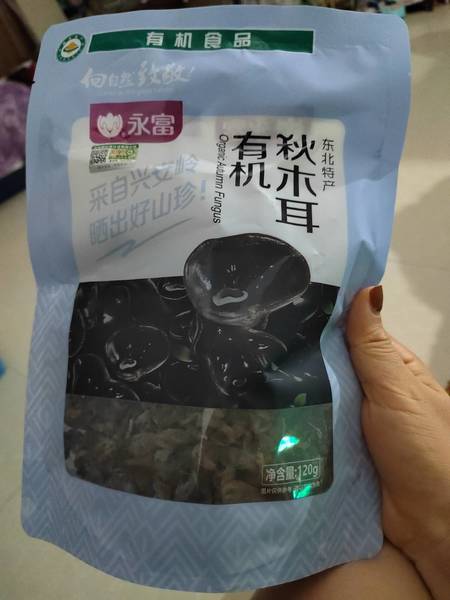 有机食品
向自然致敬!
永富
采自兴安岭
晒出好山珍!
东北特产
秋木耳
有机
Organic Autumn Fungus
净含量:120g